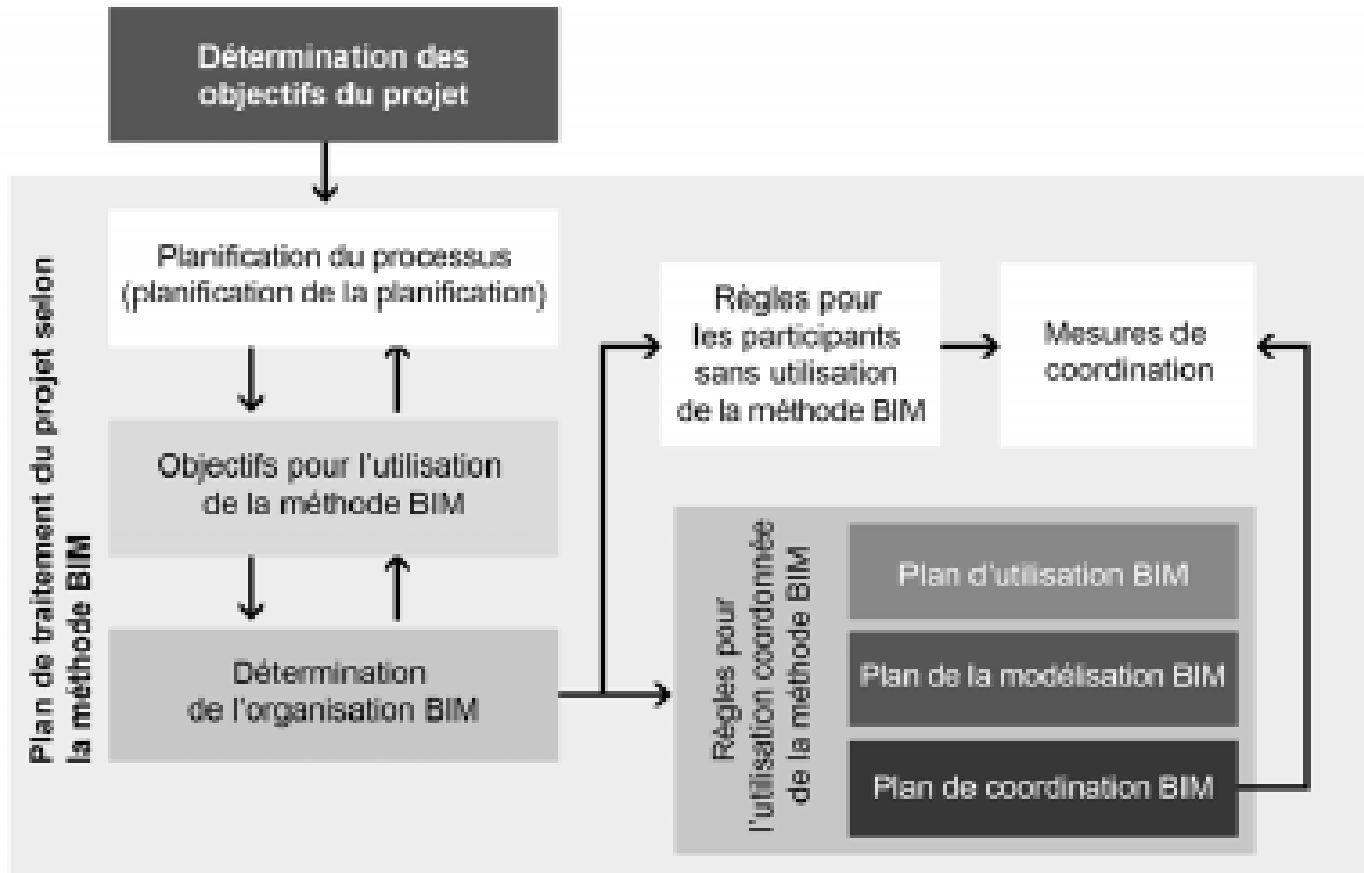 Détermination des
objectifs du projet
Plan de traitement du projet selon
la méthode BIM
Planification du processus
(planification de la planification)
Objectifs pour l'utilisation
de la méthode BIM
Détermination
de l'organisation BIM
Règles pour
les participants
sans utilisation
de la méthode BIM
Mesures de
coordination
Règles pour
l'utilisation coordonnée
de la méthode BIM
Plan d'utilisation BIM
Plan de la modélisation BIM
Plan de coordination BIM